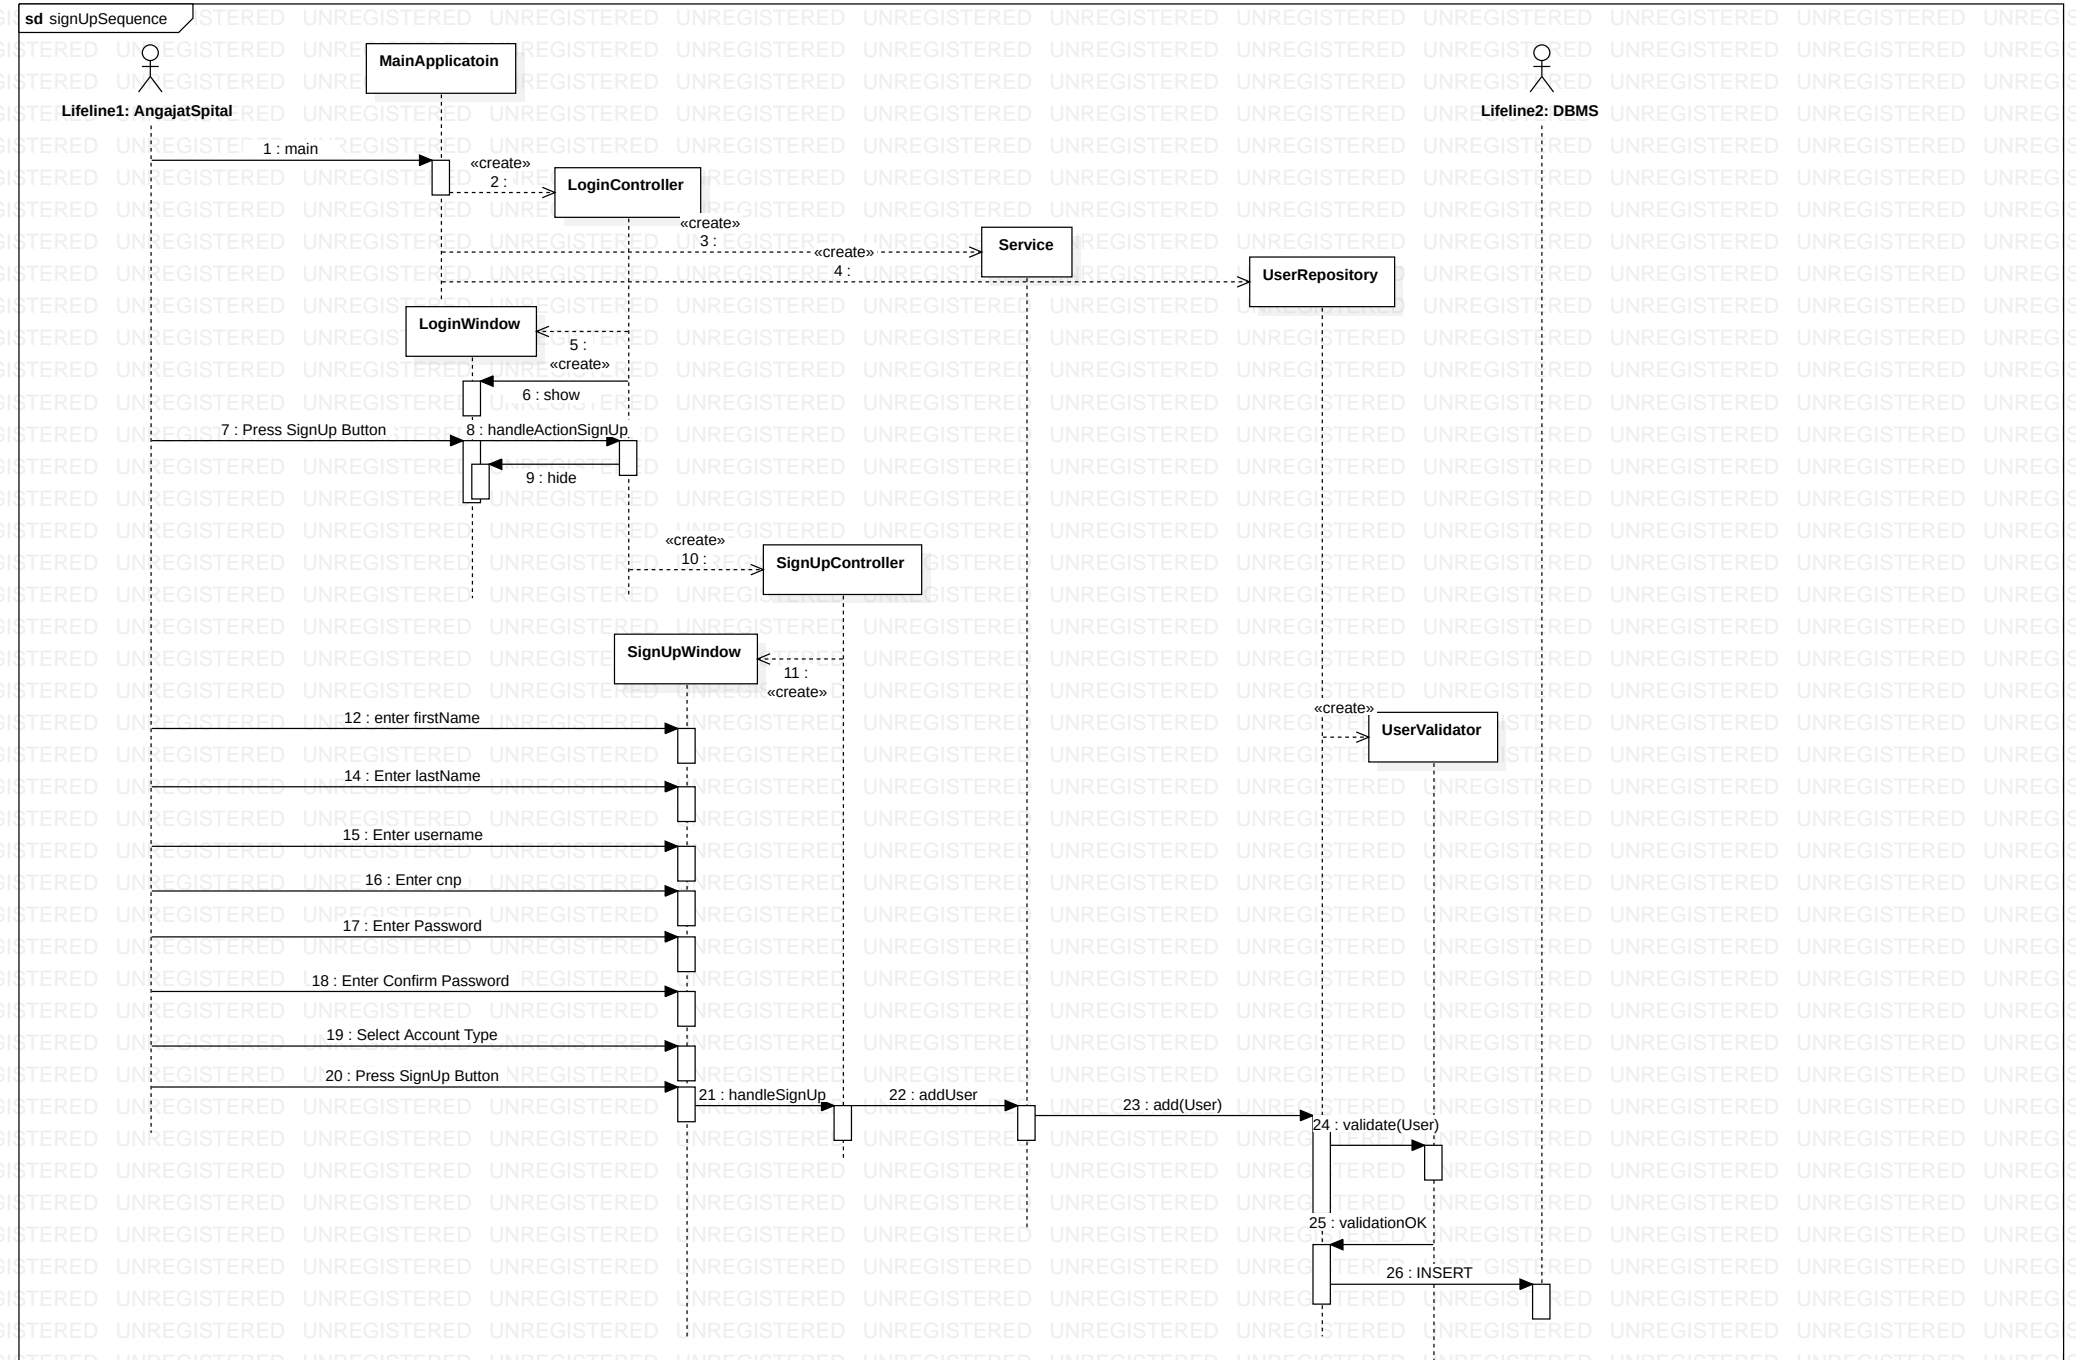 sd signUpSequence
MainApplicatoin
Lifeline1: AngajatSpital
Lifeline2: DBMS
1 : main
«create»
2 :
LoginController
«create»
3 :
Service
«create»
4 :
UserRepository
LoginWindow
5 :
«create»
6 : show
7 : Press SignUp Button
8 : handleActionSignUp
9 : hide
«create»
10 :
SignUpController
SignUpWindow
11 :
«create»
«create»
UserValidator
12 : enter firstName
14 : Enter lastName
15 : Enter username
16 : Enter cnp
17 : Enter Password
18 : Enter Confirm Password
19 : Select Account Type
20 : Press SignUp Button
21 : handleSignUp
22 : addUser
23 : add(User)
24 : validate(User)
25 : validationOK
26 : INSERT
UNREGISTERED